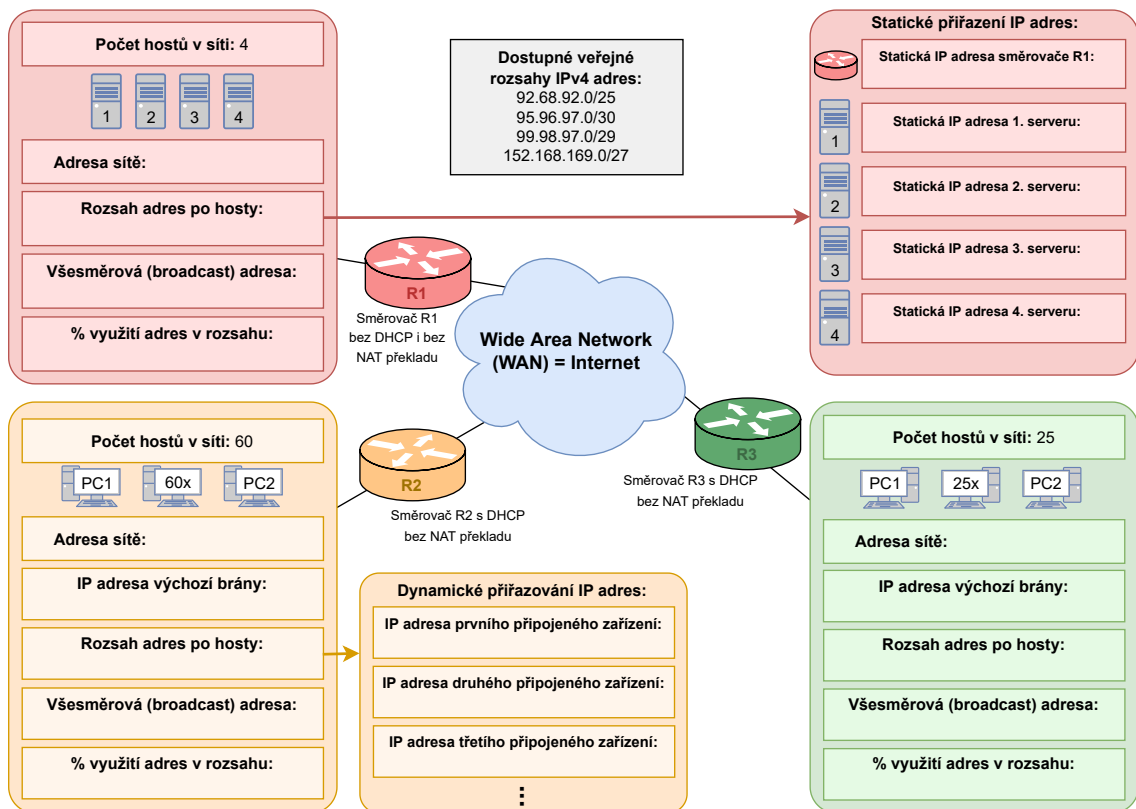 Počet hostů v síti: 4
1
2
3
4
Adresa sítě:
Rozsah adres po hosty:
Všesměrová (broadcast) adresa:
% využití adres v rozsahu:
Dostupné veřejné
rozsahy IPv4 adres:
92.68.92.0/25
95.96.97.0/30
99.98.97.0/29
152.168.169.0/27
Statické přiřazení IP adres:
Statická IP adresa směrovače R1:
Statická IP adresa 1. serveru:
1
Statická IP adresa 2. serveru:
2
Statická IP adresa 3. serveru:
3
Statická IP adresa 4. serveru:
4
R1
Směrovač R1
bez DHCP i bez
NAT překladu
Wide Area Network
(WAN) = Internet
R2
Směrovač R2 s DHCP
bez NAT překladu
R3
Směrovač R3 s DHCP
bez NAT překladu
Počet hostů v síti: 60
PC1
60x
PC2
Adresa sítě:
IP adresa výchozí brány:
Rozsah adres po hosty:
Všesměrová (broadcast) adresa:
% využití adres v rozsahu:
Dynamické přiřazování IP adres:
IP adresa prvního připojeného zařízení:
IP adresa druhého připojeného zařízení:
IP adresa třetího připojeného zařízení:
⋮
Počet hostů v síti: 25
PC1
25x
PC2
Adresa sítě:
IP adresa výchozí brány:
Rozsah adres po hosty:
Všesměrová (broadcast) adresa:
% využití adres v rozsahu: